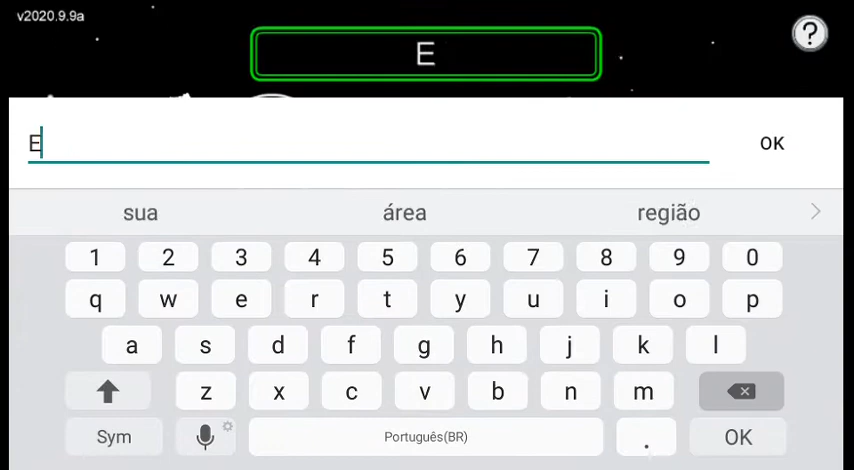 v2020.9.9a
E
?
E
OK
sua área região
1 2 3 4 5 6 7 8 9 0
q w e r t y u i o p
a s d f g h j k l
z x c v b n m
Sym Português(BR) . OK